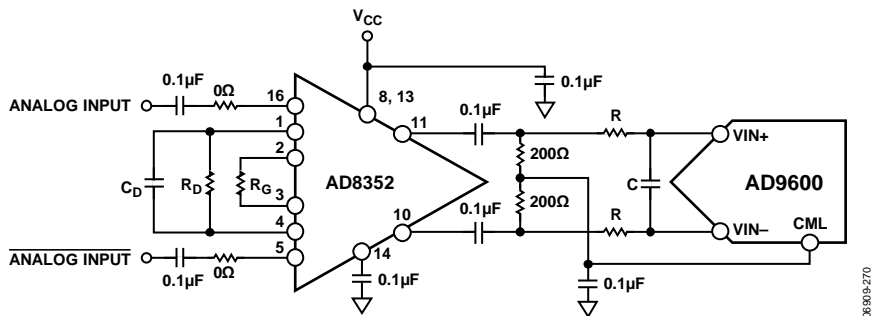 VCC
0.1µF
0Ω
0.1µF
ANALOG INPUT
16
8, 13
0.1µF
1
11
R
2
VIN+
200Ω
CD
RD
RG
AD8352
C
AD9600
3
200Ω
4
10
0.1µF
R
CML
VIN–
ANALOG INPUT
5
14
0.1µF
0Ω
0.1µF
0.1µF
06909-270